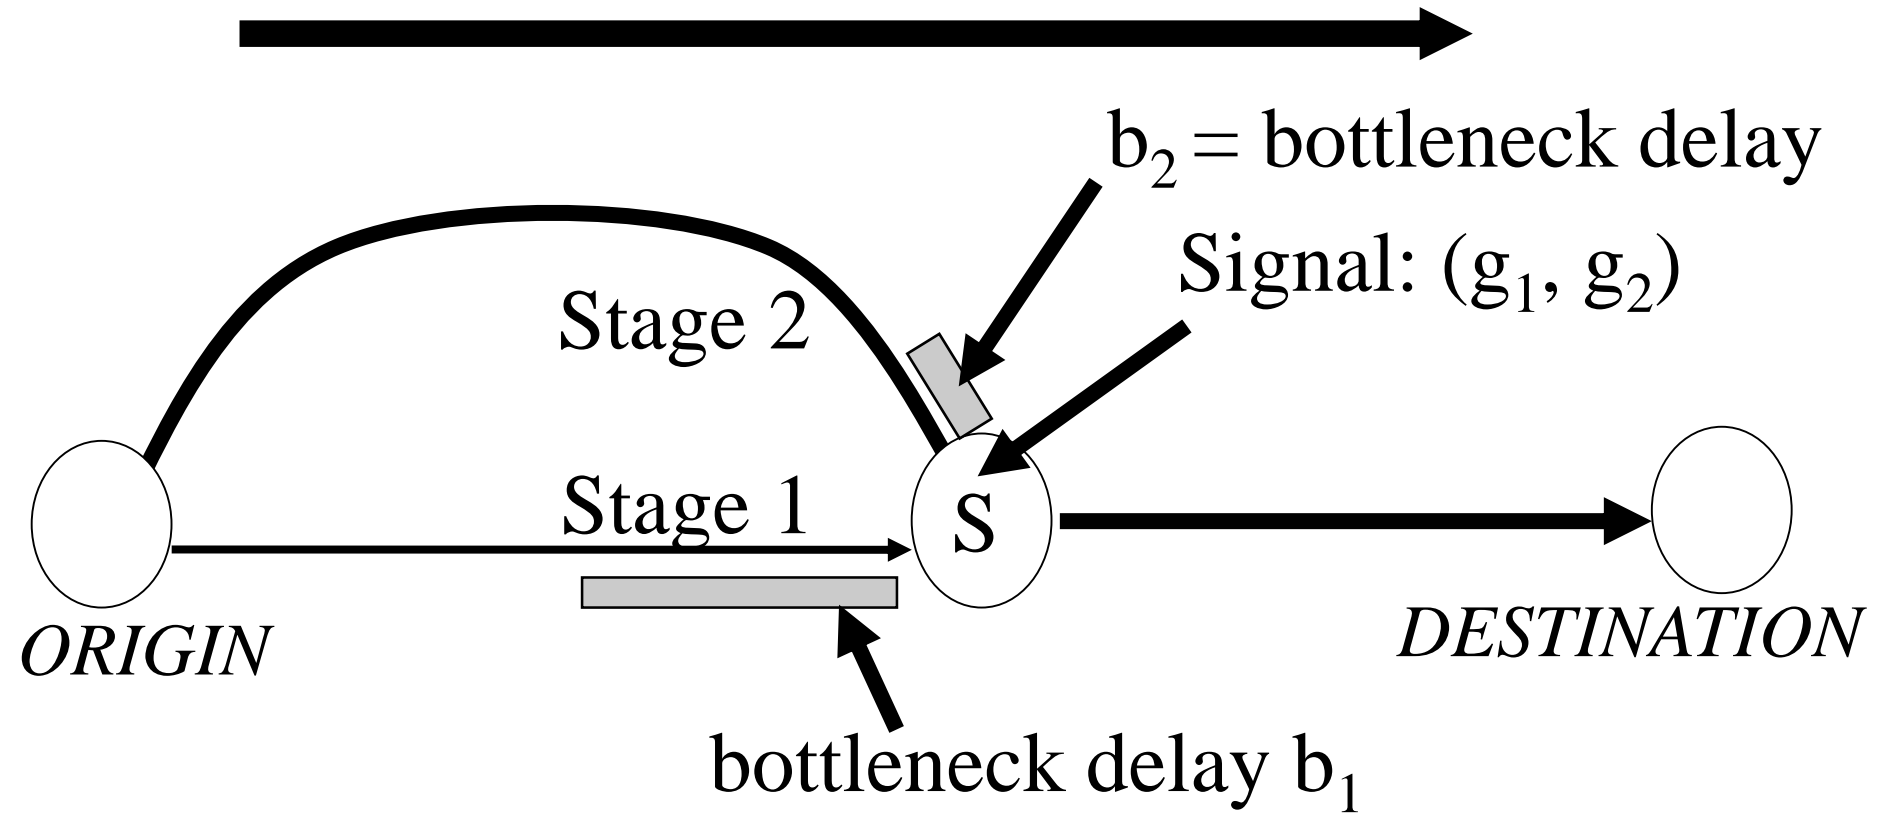 b₂ = bottleneck delay
Signal: (g₁, g₂)
Stage 2
Stage 1
S
ORIGIN
DESTINATION
bottleneck delay b₁